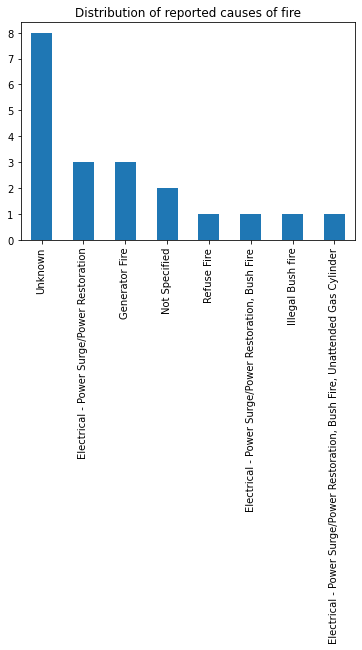 Distribution of reported causes of fire
8
7
6
5
4
3
2
1
0
Unknown
Electrical - Power Surge/Power Restoration
Generator Fire
Not Specified
Refuse Fire
Electrical - Power Surge/Power Restoration, Bush Fire
Illegal Bush fire
Electrical - Power Surge/Power Restoration, Bush Fire, Unattended Gas Cylinder